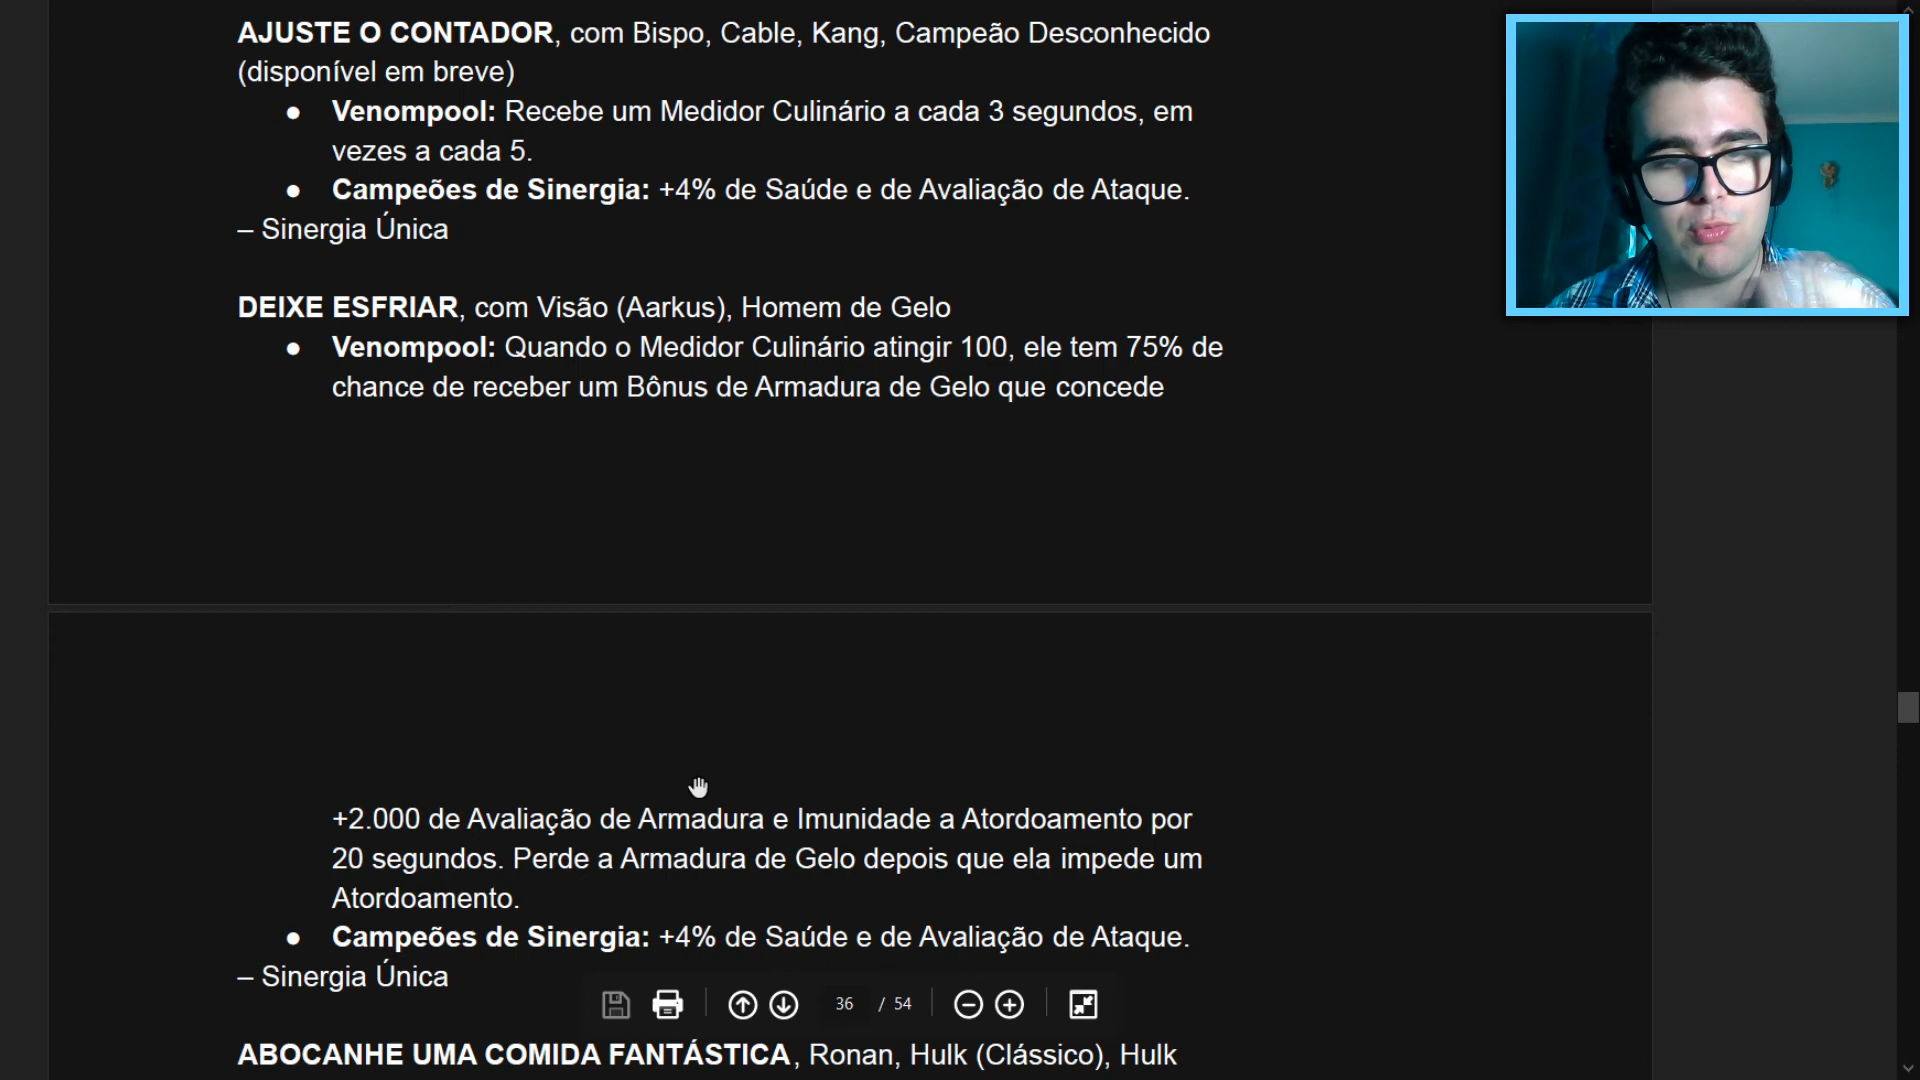 AJUSTE O CONTADOR, com Bispo, Cable, Kang, Campeão Desconhecido
(disponível em breve)
● Venompool: Recebe um Medidor Culinário a cada 3 segundos, em
vezes a cada 5.
● Campeões de Sinergia: +4% de Saúde e de Avaliação de Ataque.
– Sinergia Única
DEIXE ESFRIAR, com Visão (Aarkus), Homem de Gelo
● Venompool: Quando o Medidor Culinário atingir 100, ele tem 75% de
chance de receber um Bônus de Armadura de Gelo que concede
+2.000 de Avaliação de Armadura e Imunidade a Atordoamento por
20 segundos. Perde a Armadura de Gelo depois que ela impede um
Atordoamento.
● Campeões de Sinergia: +4% de Saúde e de Avaliação de Ataque.
– Sinergia Única
36 / 54
ABOCANHE UMA COMIDA FANTÁSTICA, Ronan, Hulk (Clássico), Hulk